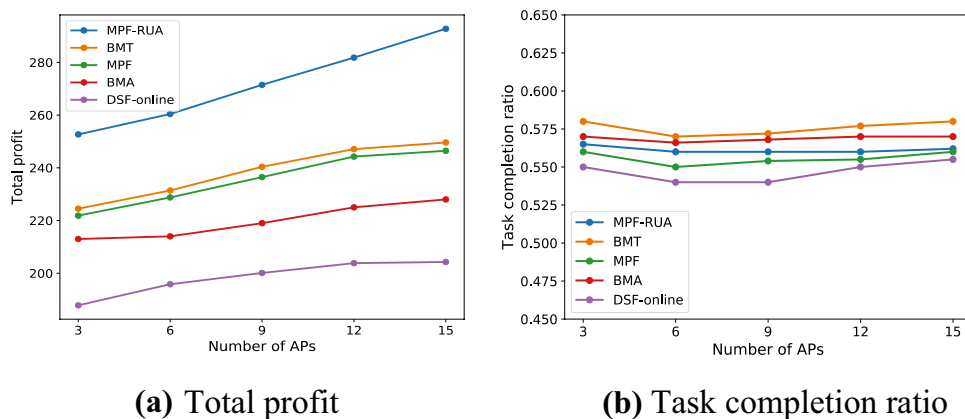 MPF-RUA
BMT
MPF
BMA
DSF-online
280
260
240
220
200
Total profit
3 6 9 12 15
Number of APs
(a) Total profit
0.650
0.625
0.600
0.575
0.550
0.525
0.500
0.475
0.450
Task completion ratio
MPF-RUA
BMT
MPF
BMA
DSF-online
3 6 9 12 15
Number of APs
(b) Task completion ratio